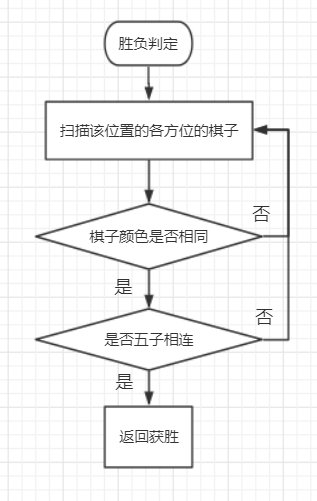 胜负判定
扫描该位置的各方位的棋子
否
棋子颜色是否相同
是
否
是否五子相连
是
返回获胜